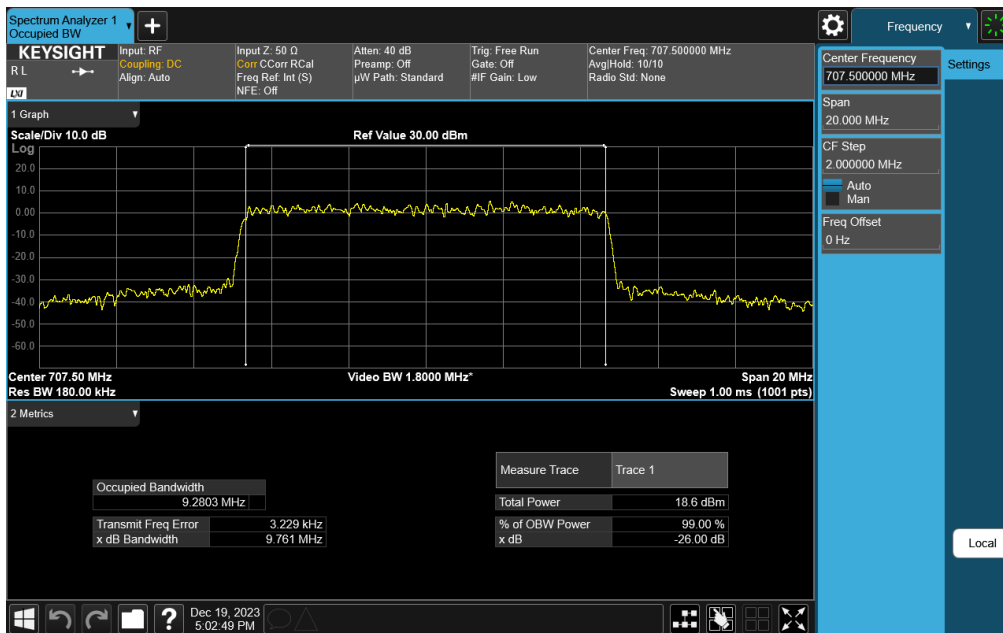 Spectrum Analyzer 1
Occupied BW
Frequency
KEYSIGHT
R L
LXI
Input: RF
Coupling: DC
Align: Auto
Input Z: 50 Ω
Corr CCorr RCal
Freq Ref: Int (S)
NFE: Off
Atten: 40 dB
Preamp: Off
µW Path: Standard
Trig: Free Run
Gate: Off
#IF Gain: Low
Center Freq: 707.500000 MHz
Avg|Hold: 10/10
Radio Std: None
Center Frequency
707.500000 MHz
Settings
Span
20.000 MHz
CF Step
2.000000 MHz
Auto
Man
Freq Offset
0 Hz
Local
1 Graph
Scale/Div 10.0 dB
Ref Value 30.00 dBm
Log
20.0
10.0
0.00
-10.0
-20.0
-30.0
-40.0
-50.0
-60.0
Center 707.50 MHz
Video BW 1.8000 MHz*
Span 20 MHz
Res BW 180.00 kHz
Sweep 1.00 ms (1001 pts)
2 Metrics
Measure Trace Trace 1
Occupied Bandwidth
9.2803 MHz
Total Power 18.6 dBm
Transmit Freq Error 3.229 kHz
% of OBW Power 99.00 %
x dB Bandwidth 9.761 MHz
x dB -26.00 dB
?
Dec 19, 2023
5:02:49 PM